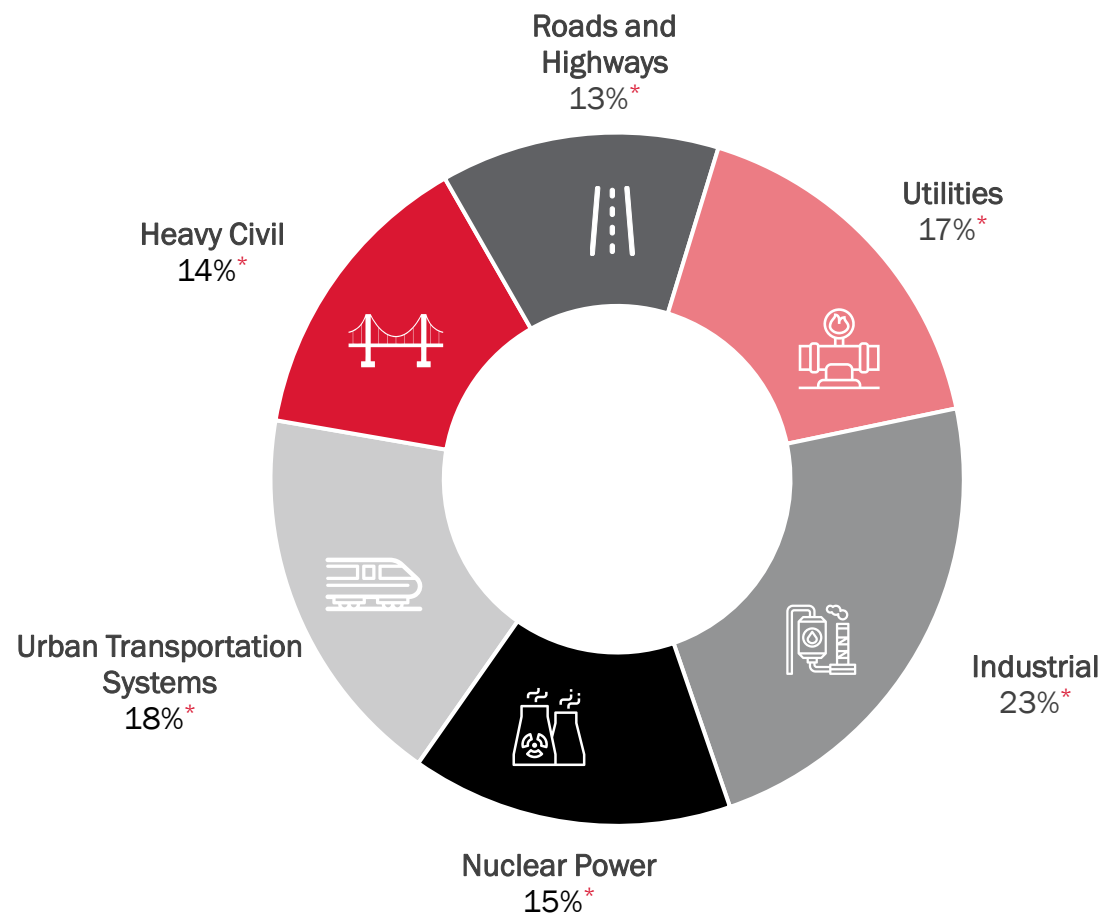 Roads and
Highways
13%*
Utilities
17%*
Heavy Civil
14%*
Urban Transportation
Systems
18%*
Industrial
23%*
Nuclear Power
15%*